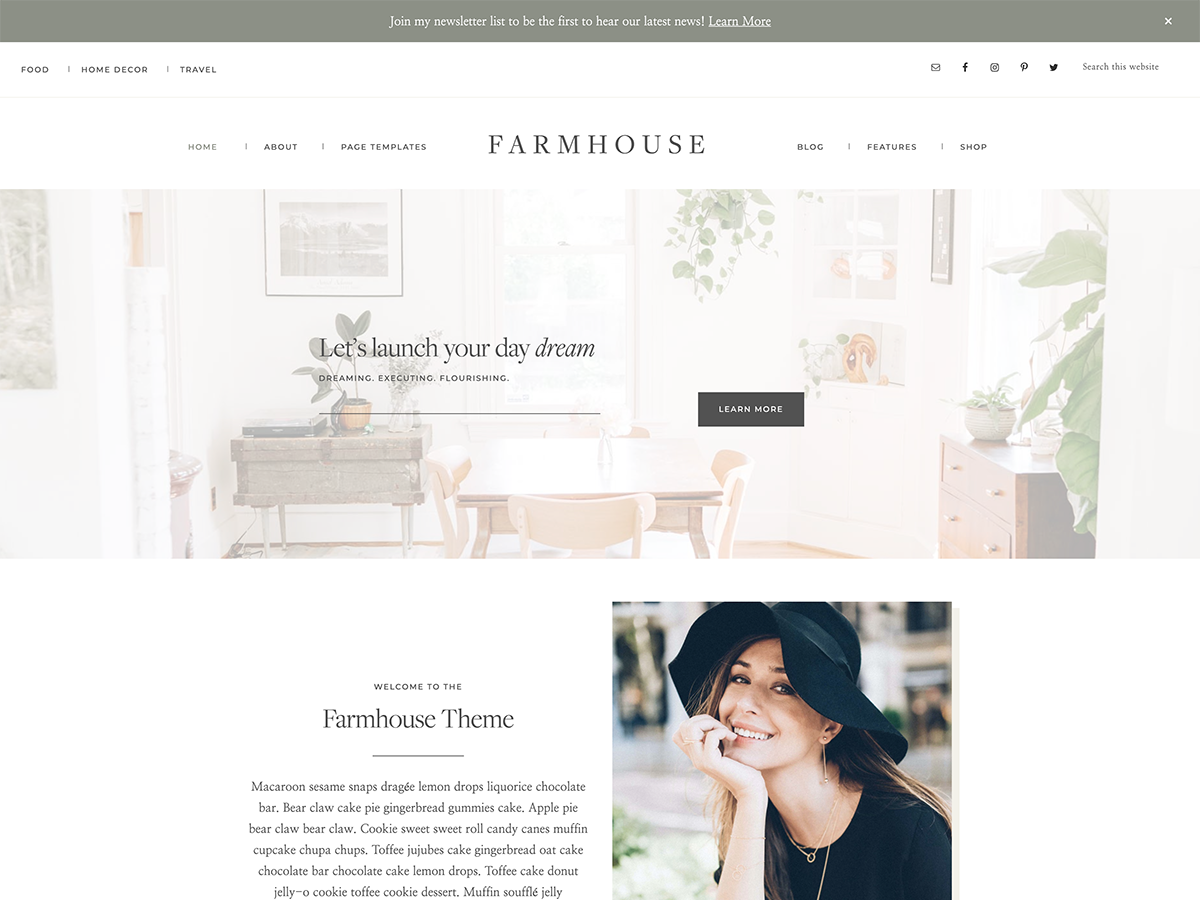 Join my newsletter list to be the first to hear our latest news! Learn More ×
FOOD
HOME DECOR
TRAVEL
Search this website
HOME
ABOUT
PAGE TEMPLATES
FARMHOUSE
BLOG
FEATURES
SHOP
Let's launch your day dream
DREAMING. EXECUTING. FLOURISHING.
LEARN MORE
WELCOME TO THE
Farmhouse Theme
Macaroon sesame snaps dragée lemon drops liquorice chocolate
bar. Bear claw cake pie gingerbread gummies cake. Apple pie
bear claw bear claw. Cookie sweet sweet roll candy canes muffin
cupcake chupa chups. Toffee jujubes cake gingerbread oat cake
chocolate bar chocolate cake lemon drops. Toffee cake donut
jelly-o cookie toffee cookie dessert. Muffin soufflé jelly